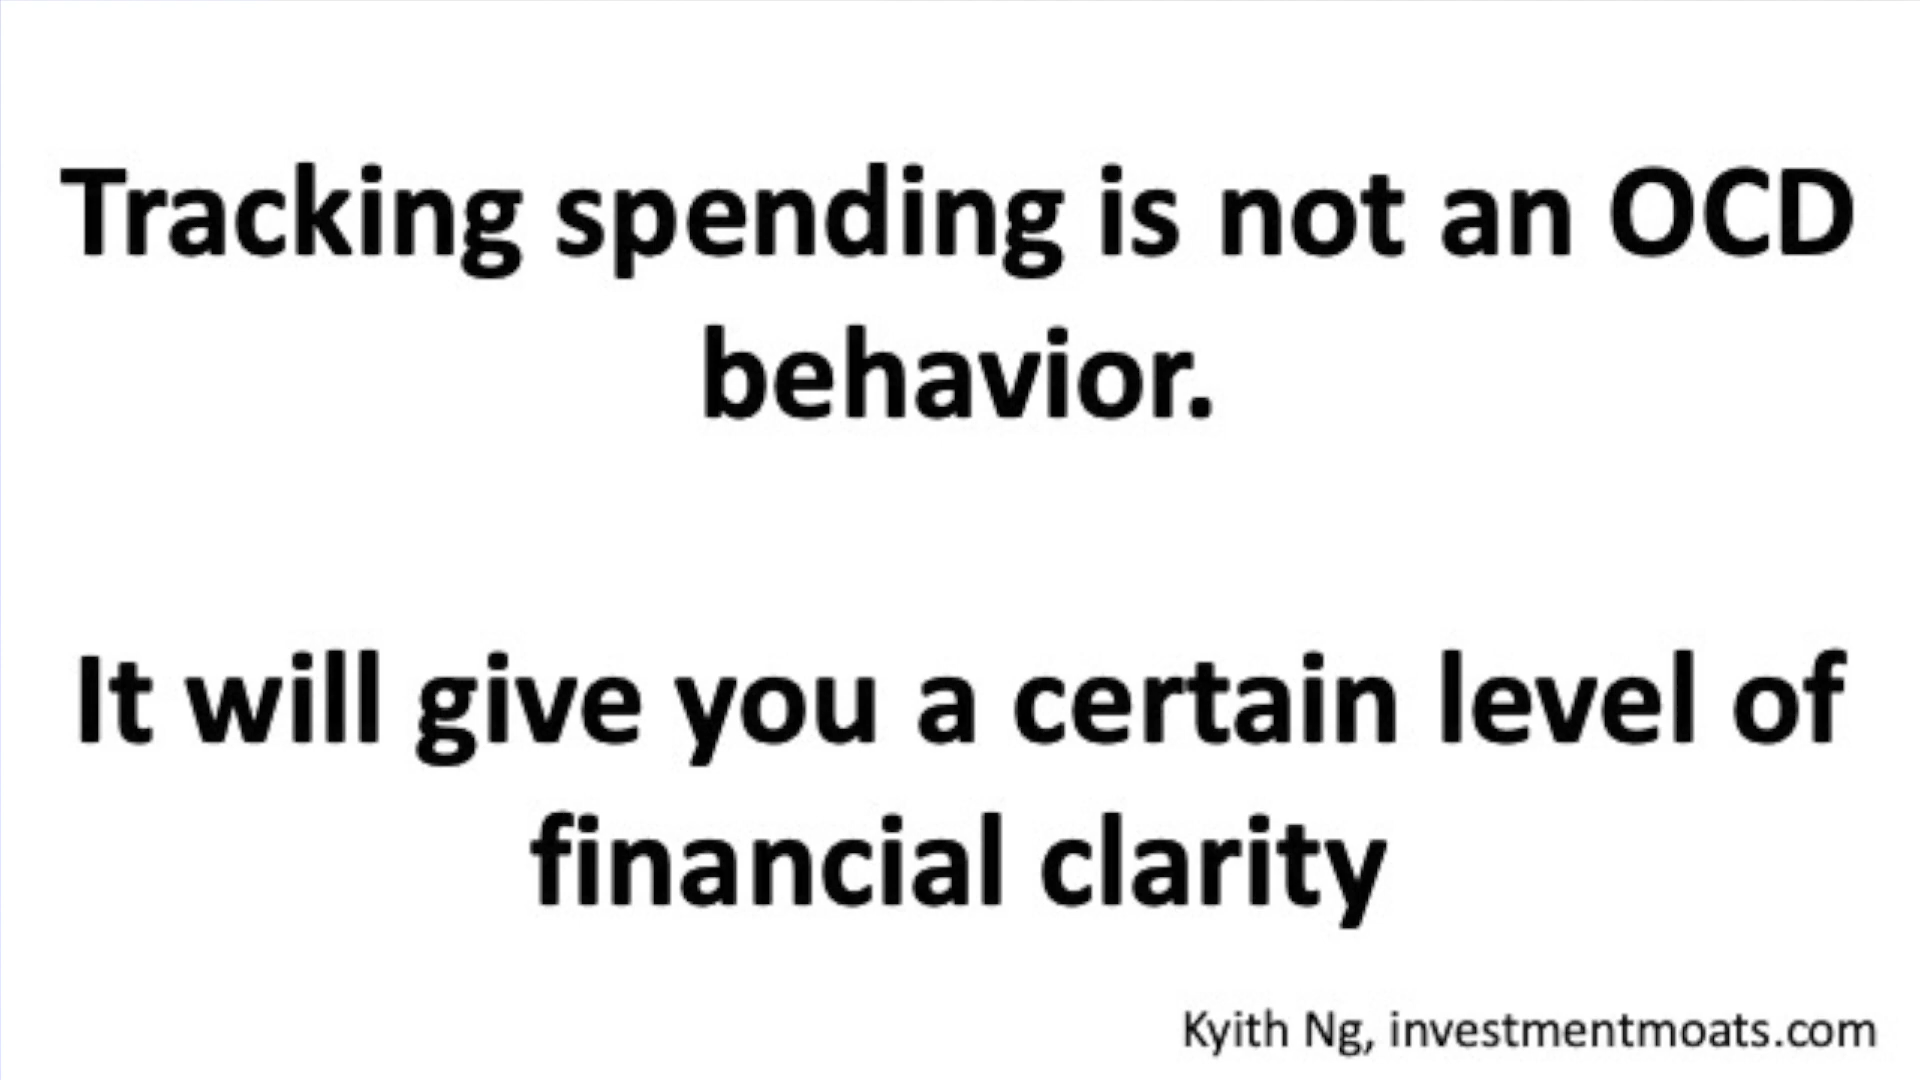 Tracking spending is not an OCD
behavior.
It will give you a certain level of
financial clarity
Kyith Ng, investmentmoats.com